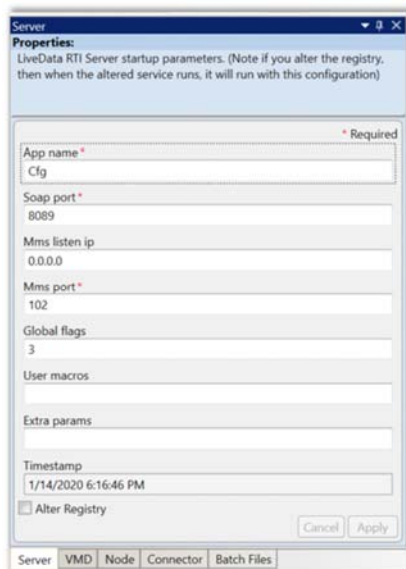 Server
Properties:
LiveData RTI Server startup parameters. (Note if you alter the registry,
then when the altered service runs, it will run with this configuration)
* Required
App name *
Cfg
Soap port *
8089
Mms listen ip
0.0.0.0
Mms port *
102
Global flags
3
User macros
Extra params
Timestamp
1/14/2020 6:16:46 PM
Alter Registry
Cancel Apply
Server VMD Node Connector Batch Files